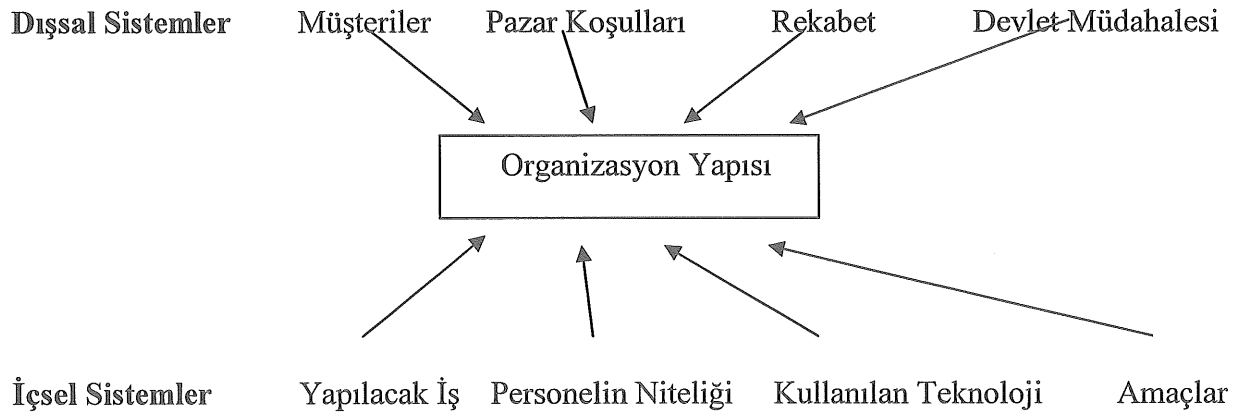 Dışsal Sistemler Müşteriler Pazar Koşulları Rekabet Devlet Müdahalesi
Organizasyon Yapısı
İçsel Sistemler Yapılacak İş Personelin Niteliği Kullanılan Teknoloji Amaçlar